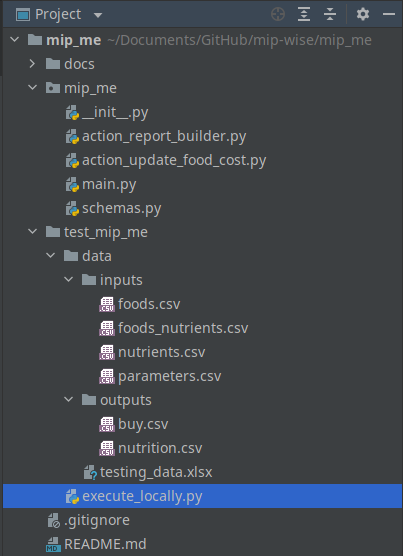 Project
mip_me ~/Documents/GitHub/mip-wise/mip_me
docs
mip_me
__init__.py
action_report_builder.py
action_update_food_cost.py
main.py
schemas.py
test_mip_me
data
inputs
foods.csv
foods_nutrients.csv
nutrients.csv
parameters.csv
outputs
buy.csv
nutrition.csv
testing_data.xlsx
execute_locally.py
.gitignore
README.md